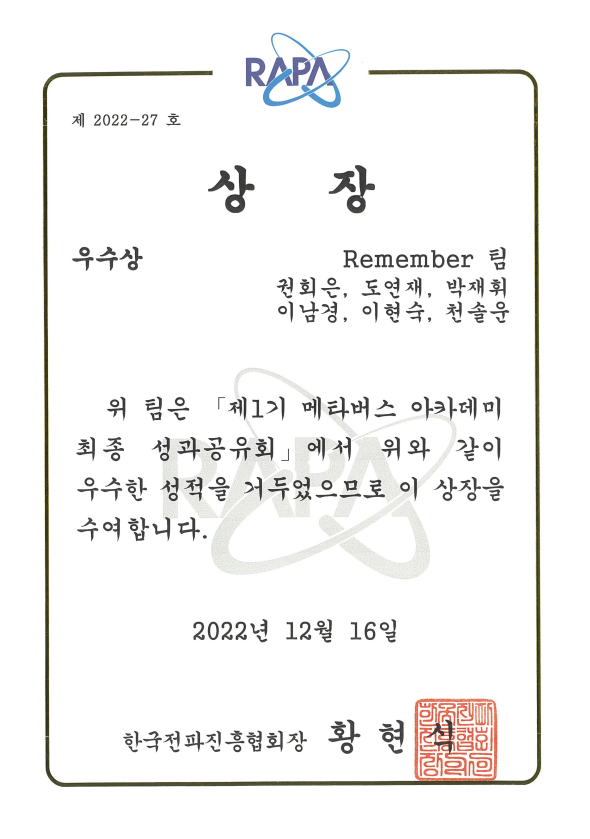 RAPA
제 2022-27 호
상 장
우수상
Remember 팀
권회은, 도연재, 박재휘
이남경, 이현숙, 천솔운
위 팀은 「제1기 메타버스 아카데미
최종 성과공유회」에서 위와 같이
우수한 성적을 거두었으므로 이 상장을
수여합니다.
RAPA
2022년 12월 16일
한국전파진흥협회장 황 현 식